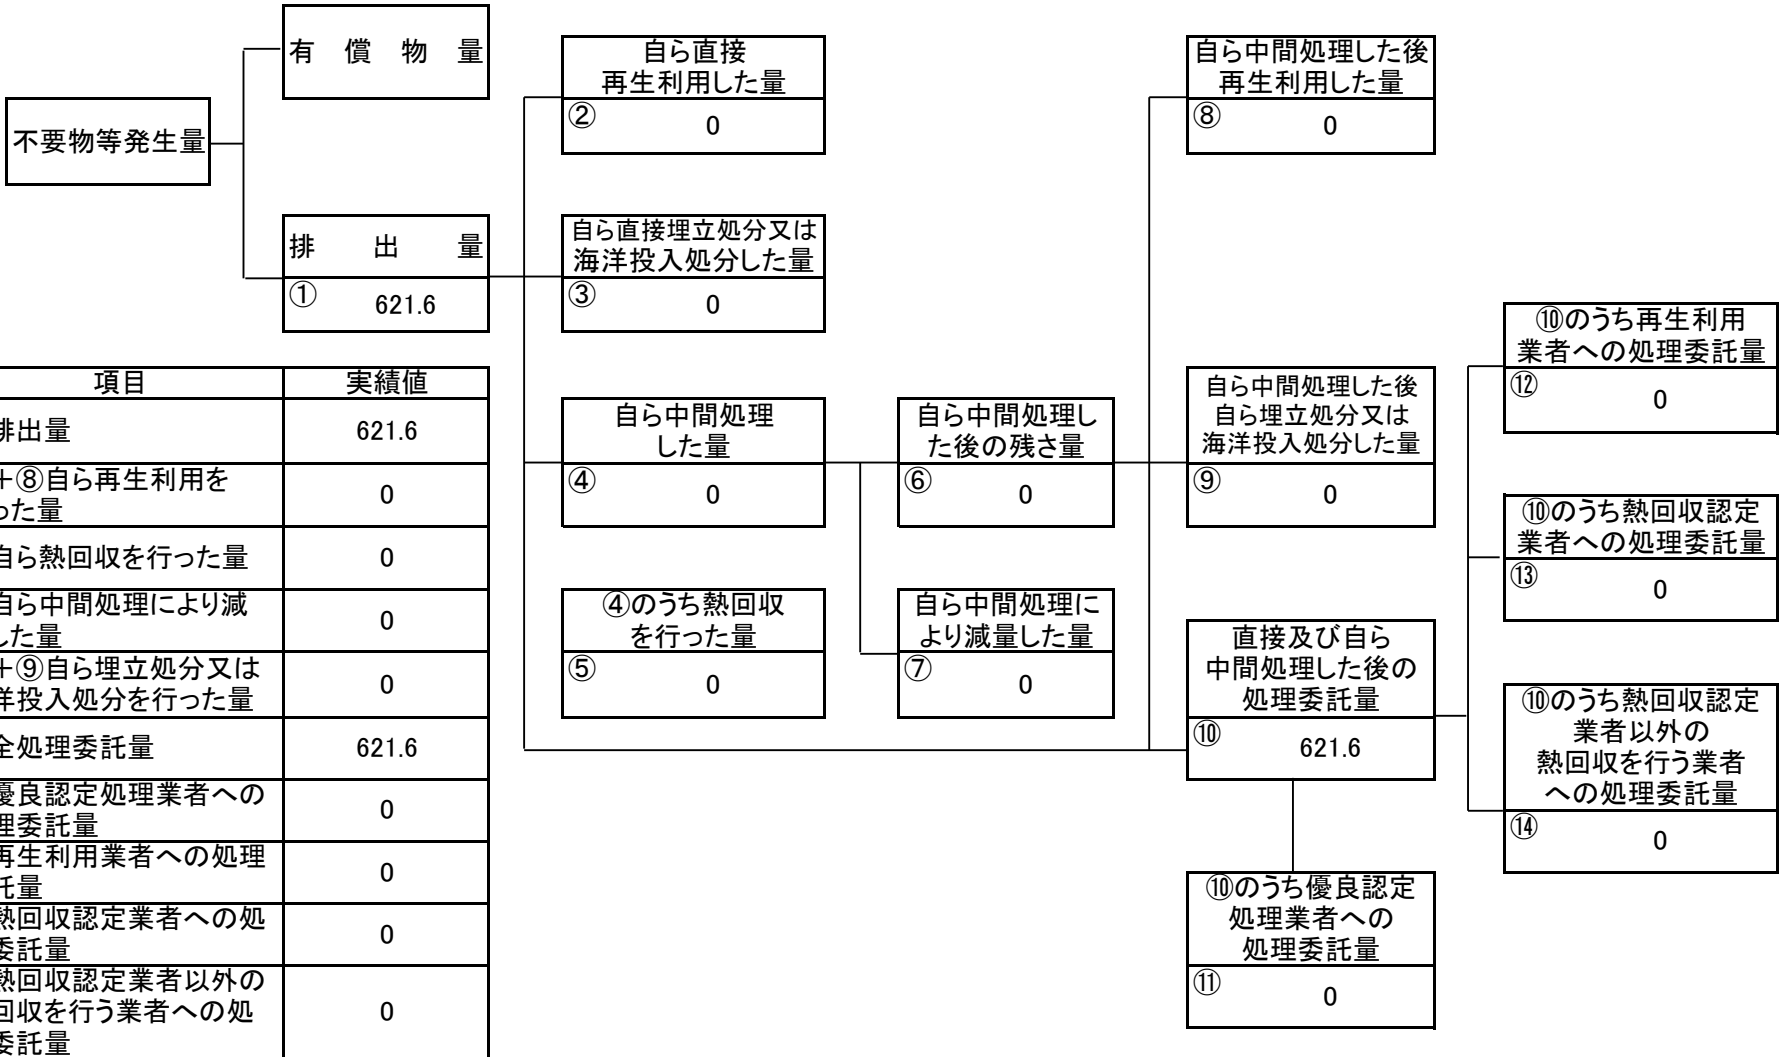 有償物量
不要物等発生量
排出量
①
621.6
自ら直接
再生利用した量
②
0
自ら直接埋立処分又は
海洋投入処分した量
③
0
自ら中間処理
した量
④
0
④のうち熱回収
を行った量
⑤
0
自ら中間処理し
た後の残さ量
⑥
0
自ら中間処理に
より減量した量
⑦
0
自ら中間処理した後
再生利用した量
⑧
0
自ら中間処理した後
自ら埋立処分又は
海洋投入処分した量
⑨
0
直接及び自ら
中間処理した後の
処理委託量
⑩
621.6
⑩のうち優良認定
処理業者への
処理委託量
⑪
0
⑩のうち再生利用
業者への処理委託量
⑫
0
⑩のうち熱回収認定
業者への処理委託量
⑬
0
⑩のうち熱回収認定
業者以外の
熱回収を行う業者
への処理委託量
⑭
0
項目 実績値
排出量 621.6
+⑧自ら再生利用を
った量
0
自ら熱回収を行った量 0
自ら中間処理により減
した量
0
+⑨自ら埋立処分又は
洋投入処分を行った量
0
全処理委託量 621.6
優良認定処理業者への
理委託量
0
再生利用業者への処理
託量
0
熱回収認定業者への処
委託量
0
熱回収認定業者以外の
回収を行う業者への処
委託量
0